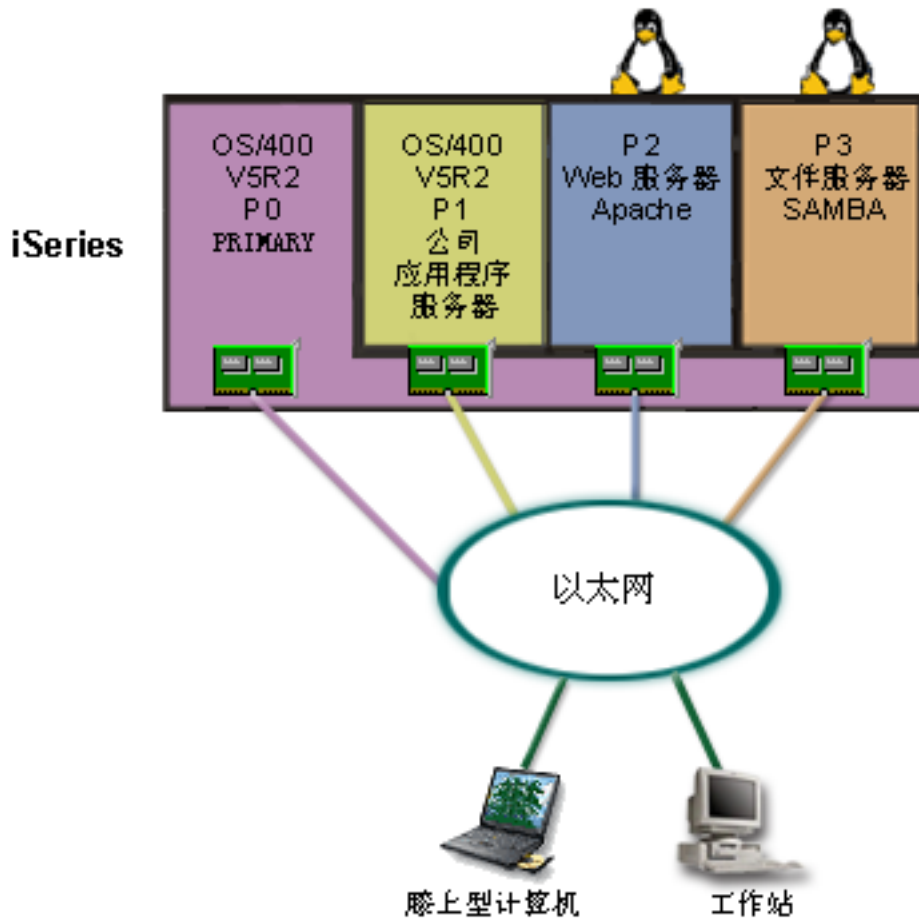 iSeries
OS/400
V5R2
P0
PRIMARY
OS/400
V5R2
P1
公司
应用程序
服务器
P2
Web 服务器
Apache
P3
文件服务器
SAMBA
以太网
膝上型计算机
工作站